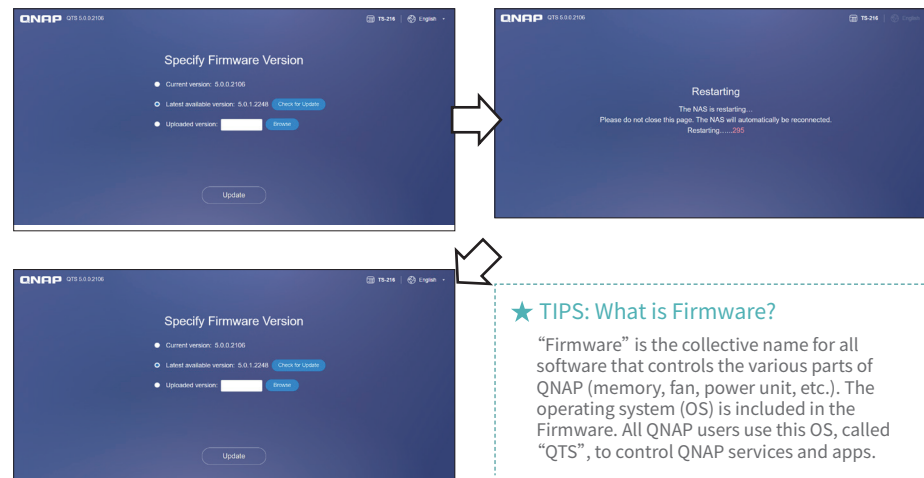 QNAP QTS 5.0.0.2106 TS-216 English
Specify Firmware Version
Current version: 5.0.0.2106
Latest available version: 5.0.1.2248 Check for Update
Uploaded version: Browse
Update
QNAP QTS 5.0.0.2106 TS-216 English
Restarting
The NAS is restarting...
Please do not close this page. The NAS will automatically be reconnected.
Restarting......295
QNAP QTS 5.0.0.2106 TS-216 English
Specify Firmware Version
Current version: 5.0.0.2106
Latest available version: 5.0.1.2248 Check for Update
Uploaded version: Browse
Update
★ TIPS: What is Firmware?
“Firmware” is the collective name for all
software that controls the various parts of
QNAP (memory, fan, power unit, etc.). The
operating system (OS) is included in the
Firmware. All QNAP users use this OS, called
“QTS”, to control QNAP services and apps.